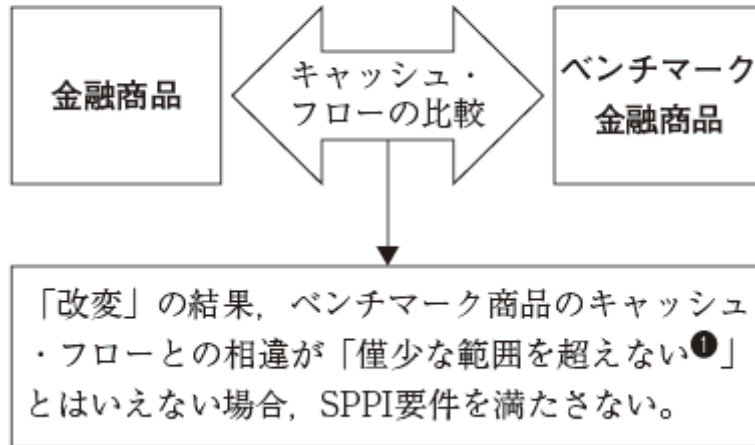 金融商品
キャッシュ・
フローの比較
ベンチマーク
金融商品
「改変」の結果，ベンチマーク商品のキャッシュ
・フローとの相違が「僅少な範囲を超えない❶」
とはいえない場合，SPPI要件を満たさない。